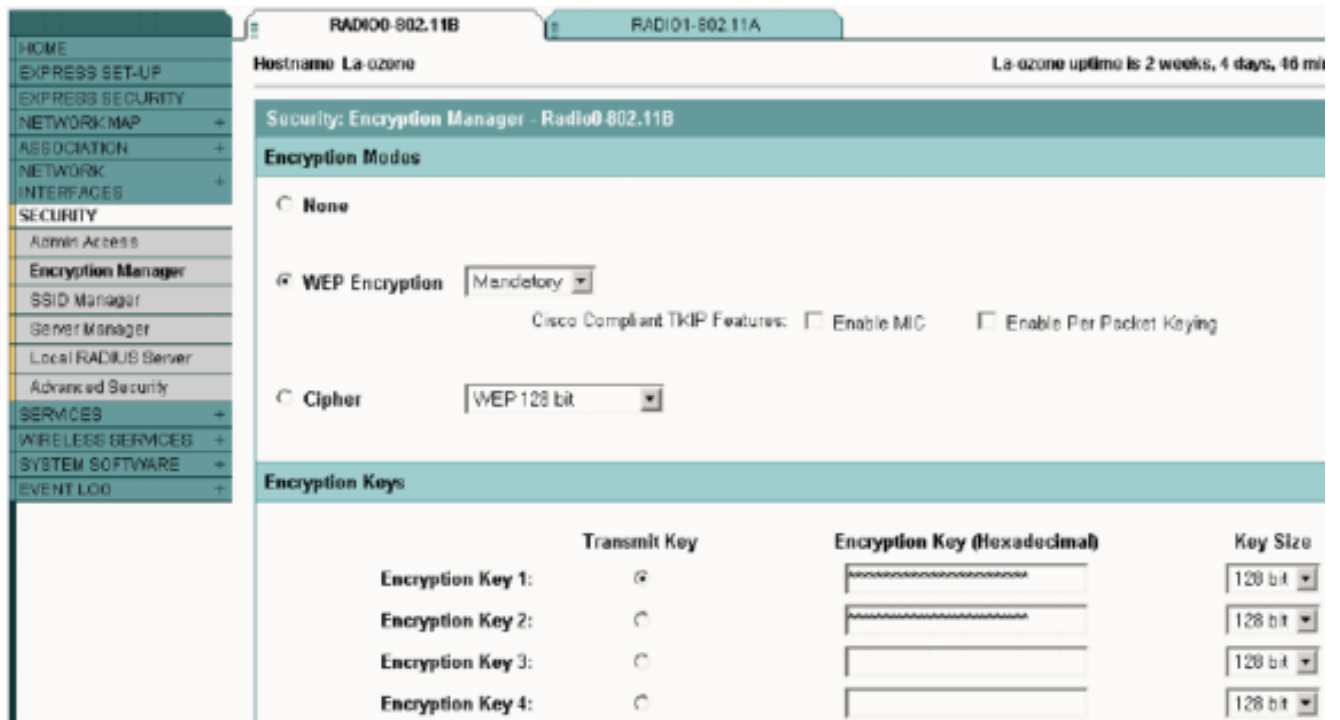 RADIO0-802.11B
RADIO1-802.11A
HOME
EXPRESS SET-UP
EXPRESS SECURITY
NETWORK MAP +
ASSOCIATION +
NETWORK
INTERFACES +
SECURITY
Admin Access
Encryption Manager
SSID Manager
Server Manager
Local RADIUS Server
Advanced Security
SERVICES +
WIRELESS SERVICES +
SYSTEM SOFTWARE +
EVENT LOG +
Hostname La-ozone
La-ozone uptime is 2 weeks, 4 days, 46 min
Security: Encryption Manager - Radio0-802.11B
Encryption Modes
None
WEP Encryption Mandatory
Cisco Compliant TKIP Features: Enable MIC Enable Per Packet Keying
Cipher WEP 128 bit
Encryption Keys
Transmit Key Encryption Key (Hexadecimal) Key Size
Encryption Key 1: 128 bit
Encryption Key 2: 128 bit
Encryption Key 3: 128 bit
Encryption Key 4: 128 bit